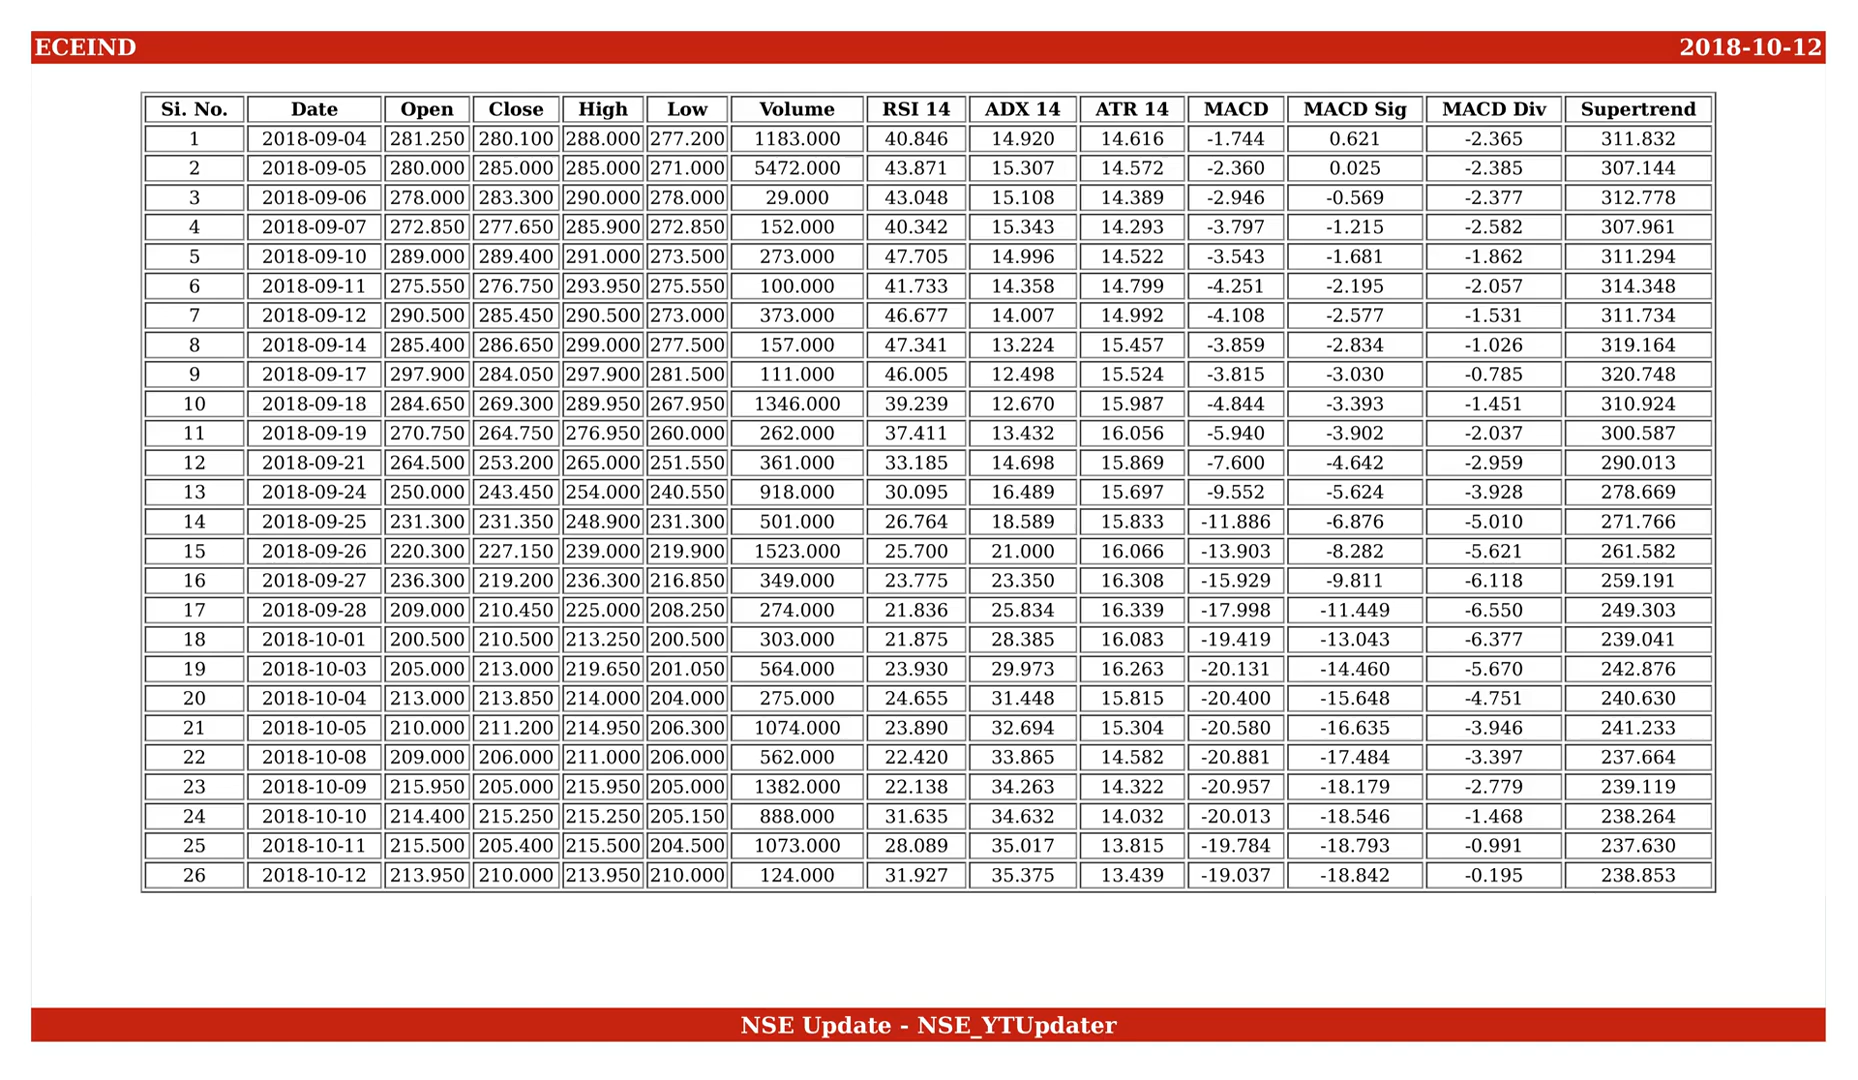 ECEIND 2018-10-12
Si. No. Date Open Close High Low Volume RSI 14 ADX 14 ATR 14 MACD MACD Sig MACD Div Supertrend
1 2018-09-04 281.250 280.100 288.000 277.200 1183.000 40.846 14.920 14.616 -1.744 0.621 -2.365 311.832
2 2018-09-05 280.000 285.000 285.000 271.000 5472.000 43.871 15.307 14.572 -2.360 0.025 -2.385 307.144
3 2018-09-06 278.000 283.300 290.000 278.000 29.000 43.048 15.108 14.389 -2.946 -0.569 -2.377 312.778
4 2018-09-07 272.850 277.650 285.900 272.850 152.000 40.342 15.343 14.293 -3.797 -1.215 -2.582 307.961
5 2018-09-10 289.000 289.400 291.000 273.500 273.000 47.705 14.996 14.522 -3.543 -1.681 -1.862 311.294
6 2018-09-11 275.550 276.750 293.950 275.550 100.000 41.733 14.358 14.799 -4.251 -2.195 -2.057 314.348
7 2018-09-12 290.500 285.450 290.500 273.000 373.000 46.677 14.007 14.992 -4.108 -2.577 -1.531 311.734
8 2018-09-14 285.400 286.650 299.000 277.500 157.000 47.341 13.224 15.457 -3.859 -2.834 -1.026 319.164
9 2018-09-17 297.900 284.050 297.900 281.500 111.000 46.005 12.498 15.524 -3.815 -3.030 -0.785 320.748
10 2018-09-18 284.650 269.300 289.950 267.950 1346.000 39.239 12.670 15.987 -4.844 -3.393 -1.451 310.924
11 2018-09-19 270.750 264.750 276.950 260.000 262.000 37.411 13.432 16.056 -5.940 -3.902 -2.037 300.587
12 2018-09-21 264.500 253.200 265.000 251.550 361.000 33.185 14.698 15.869 -7.600 -4.642 -2.959 290.013
13 2018-09-24 250.000 243.450 254.000 240.550 918.000 30.095 16.489 15.697 -9.552 -5.624 -3.928 278.669
14 2018-09-25 231.300 231.350 248.900 231.300 501.000 26.764 18.589 15.833 -11.886 -6.876 -5.010 271.766
15 2018-09-26 220.300 227.150 239.000 219.900 1523.000 25.700 21.000 16.066 -13.903 -8.282 -5.621 261.582
16 2018-09-27 236.300 219.200 236.300 216.850 349.000 23.775 23.350 16.308 -15.929 -9.811 -6.118 259.191
17 2018-09-28 209.000 210.450 225.000 208.250 274.000 21.836 25.834 16.339 -17.998 -11.449 -6.550 249.303
18 2018-10-01 200.500 210.500 213.250 200.500 303.000 21.875 28.385 16.083 -19.419 -13.043 -6.377 239.041
19 2018-10-03 205.000 213.000 219.650 201.050 564.000 23.930 29.973 16.263 -20.131 -14.460 -5.670 242.876
20 2018-10-04 213.000 213.850 214.000 204.000 275.000 24.655 31.448 15.815 -20.400 -15.648 -4.751 240.630
21 2018-10-05 210.000 211.200 214.950 206.300 1074.000 23.890 32.694 15.304 -20.580 -16.635 -3.946 241.233
22 2018-10-08 209.000 206.000 211.000 206.000 562.000 22.420 33.865 14.582 -20.881 -17.484 -3.397 237.664
23 2018-10-09 215.950 205.000 215.950 205.000 1382.000 22.138 34.263 14.322 -20.957 -18.179 -2.779 239.119
24 2018-10-10 214.400 215.250 215.250 205.150 888.000 31.635 34.632 14.032 -20.013 -18.546 -1.468 238.264
25 2018-10-11 215.500 205.400 215.500 204.500 1073.000 28.089 35.017 13.815 -19.784 -18.793 -0.991 237.630
26 2018-10-12 213.950 210.000 213.950 210.000 124.000 31.927 35.375 13.439 -19.037 -18.842 -0.195 238.853
NSE Update - NSE_YTUpdater